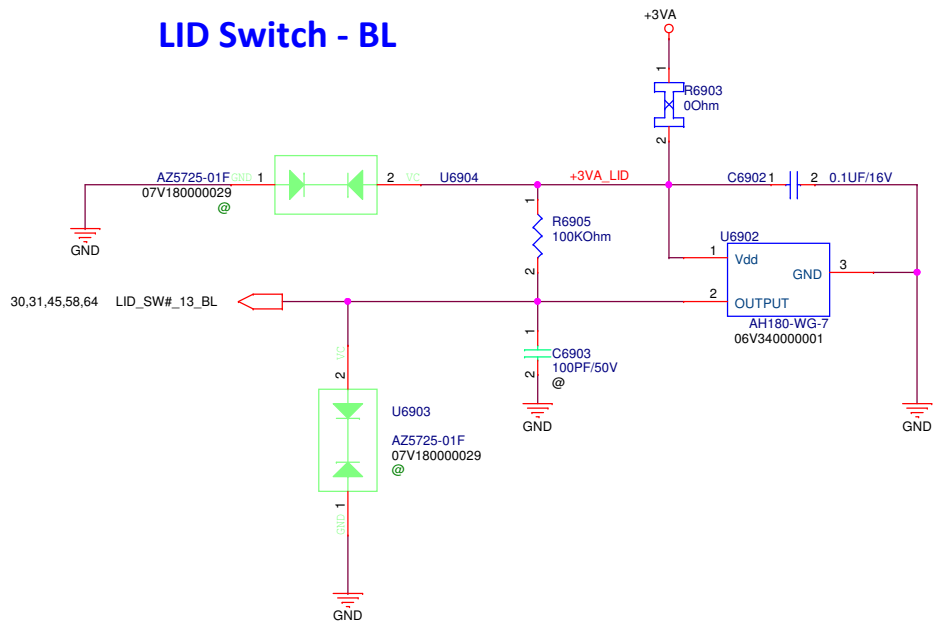 LID Switch - BL
+3VA
1
R6903
0Ohm
2
AZ5725-01F
GND
1
2
VC
U6904
+3VA_LID
C6902
1
2
0.1UF/16V
07V180000029
@
GND
1
R6905
100KOhm
2
U6902
1
Vdd
GND
3
2
OUTPUT
AH180-WG-7
06V340000001
30,31,45,58,64
LID_SW#_13_BL
1
C6903
100PF/50V
2
@
GND
GND
VC
2
U6903
AZ5725-01F
07V180000029
@
1
GND
GND